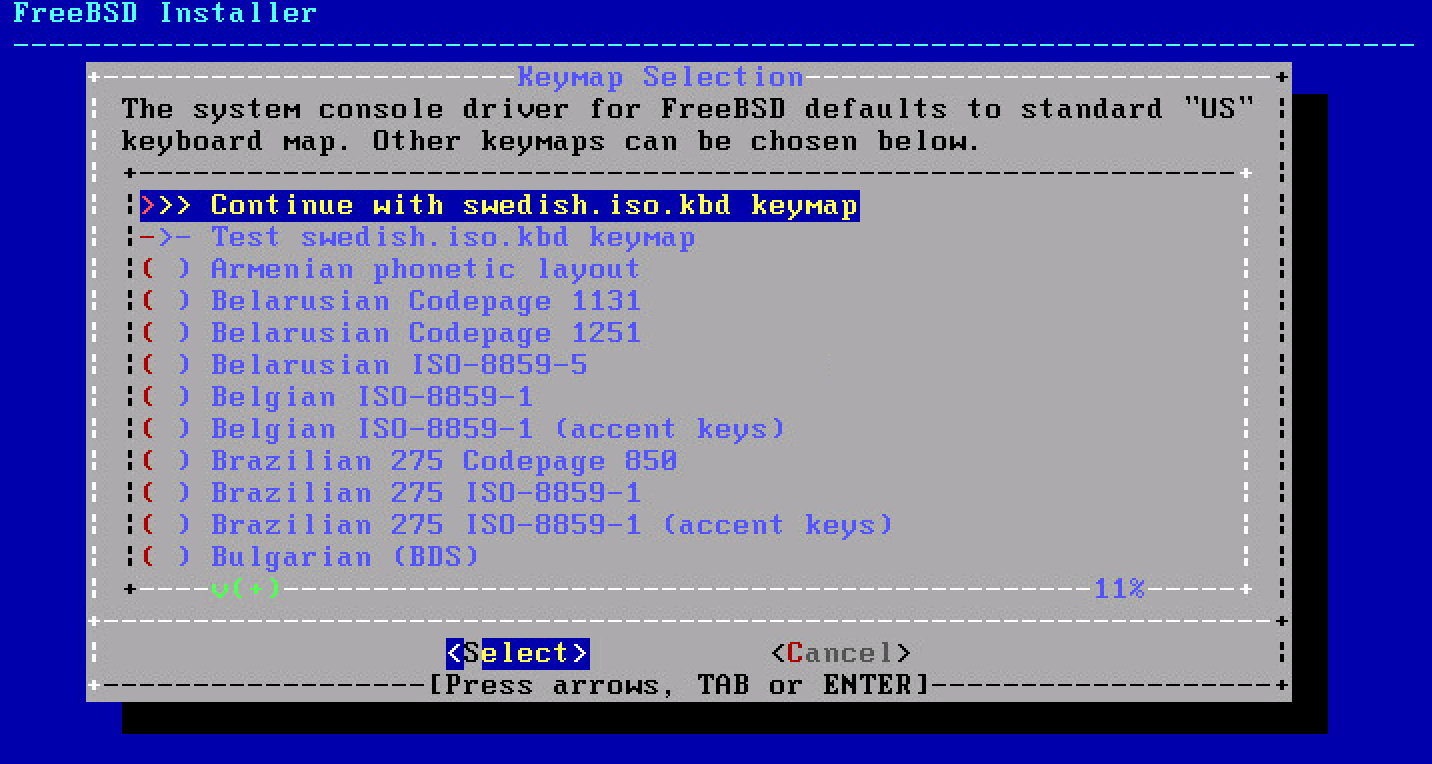 FreeBSD Installer
Keymap Selection
The system console driver for FreeBSD defaults to standard "US"
keyboard map. Other keymaps can be chosen below.
>>> Continue with swedish.iso.kbd keymap
->- Test swedish.iso.kbd keymap
( ) Armenian phonetic layout
( ) Belarusian Codepage 1131
( ) Belarusian Codepage 1251
( ) Belarusian ISO-8859-5
( ) Belgian ISO-8859-1
( ) Belgian ISO-8859-1 (accent keys)
( ) Brazilian 275 Codepage 850
( ) Brazilian 275 ISO-8859-1
( ) Brazilian 275 ISO-8859-1 (accent keys)
( ) Bulgarian (BDS)
v(+) 11%
<Select> <Cancel>
[Press arrows, TAB or ENTER]